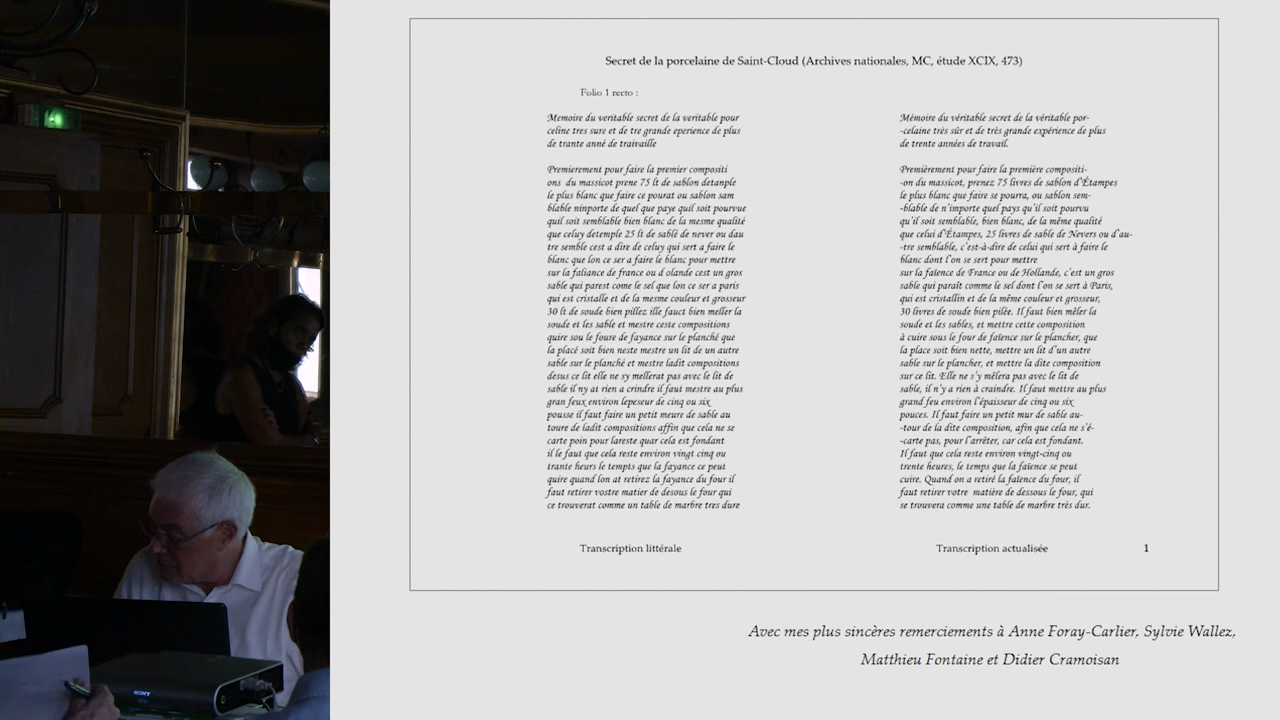 Secret de la porcelaine de Saint-Cloud (Archives nationales, MC, étude XCIX, 473)
Folio 1 recto :
Memoire du veritable secret de la veritable pour
celine tres sure et de tre grande eperience de plus
de trante anné de traivaille
Premierement pour faire la premier compositi
ons du massicot prene 75 lt de sablon detanple
le plus blanc que faire ce pourat ou sablon sam
blable ninporte de quel que paye quil soit pourvue
quil soit semblable bien blanc de la mesme qualité
que celuy detemple 25 lt de sablé de never ou dau
tre semble cest a dire de celuy qui sert a faire le
blanc que lon ce ser a faire le blanc pour mettre
sur la faliance de france ou d olande cest un gros
sable qui parest come le sel que lon ce ser a paris
qui est cristalle et de la mesme couleur et grosseur
30 lt de soude bien pillez ille fauct bien meller la
soude et les sable et mestre ceste compositions
quire sou le foure de fayance sur le planché que
la placé soit bien neste mestre un lit de un autre
sable sur le planché et mestre ladit compositions
desus ce lit elle ne sy mellerat pas avec le lit de
sable il ny at rien a crindre il faut mestre au plus
gran feux environ lepeseur de cinq ou six
pousse il faut faire un petit meure de sable au
toure de ladit compositions affin que cela ne se
carte poin pour lareste quar cela est fondant
il le faut que cela reste environ vingt cinq ou
trante heurs le tempts que la fayance ce peut
quire quand lon at retirez la fayance du four il
faut retirer vostre matier de desous le four qui
ce trouverat comme un table de marbre tres dure
Transcription littérale
Mémoire du véritable secret de la véritable por-
-celaine très sûr et de très grande expérience de plus
de trente années de travail.
Premièrement pour faire la première compositi-
-on du massicot, prenez 75 livres de sablon d'Étampes
le plus blanc que faire se pourra, ou sablon sem-
-blable de n'importe quel pays qu'il soit pourvu
qu'il soit semblable, bien blanc, de la même qualité
que celui d'Étampes, 25 livres de sable de Nevers ou d'au-
-tre semblable, c'est-à-dire de celui qui sert à faire le
blanc dont l'on se sert pour mettre
sur la faïence de France ou de Hollande, c'est un gros
sable qui paraît comme le sel dont l'on se sert à Paris,
qui est cristallin et de la même couleur et grosseur,
30 livres de soude bien pilée. Il faut bien mêler la
soude et les sables, et mettre cette composition
à cuire sous le four de faïence sur le plancher, que
la place soit bien nette, mettre un lit d'un autre
sable sur le plancher, et mettre la dite composition
sur ce lit. Elle ne s'y mêlera pas avec le lit de
sable, il n'y a rien à craindre. Il faut mettre au plus
grand feu environ l'épaisseur de cinq ou six
pouces. Il faut faire un petit mur de sable au-
-tour de la dite composition, afin que cela ne s'é-
-carte pas, pour l'arrêter, car cela est fondant.
Il faut que cela reste environ vingt-cinq ou
trente heures, le temps que la faïence se peut
cuire. Quand on a retiré la faïence du four, il
faut retirer votre matière de dessous le four, qui
se trouvera comme une table de marbre très dur.
Transcription actualisée
1
Avec mes plus sincères remerciements à Anne Foray-Carlier, Sylvie Wallez,
Matthieu Fontaine et Didier Cramoisan
SONY